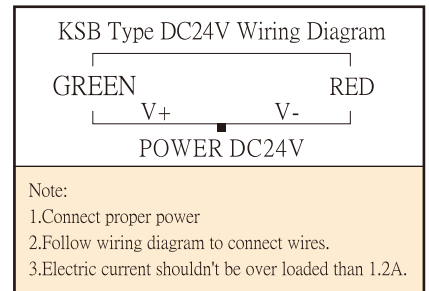 KSB Type DC24V Wiring Diagram
GREEN RED
V+ V-
POWER DC24V
Note:
1.Connect proper power
2.Follow wiring diagram to connect wires.
3.Electric current shouldn't be over loaded than 1.2A.